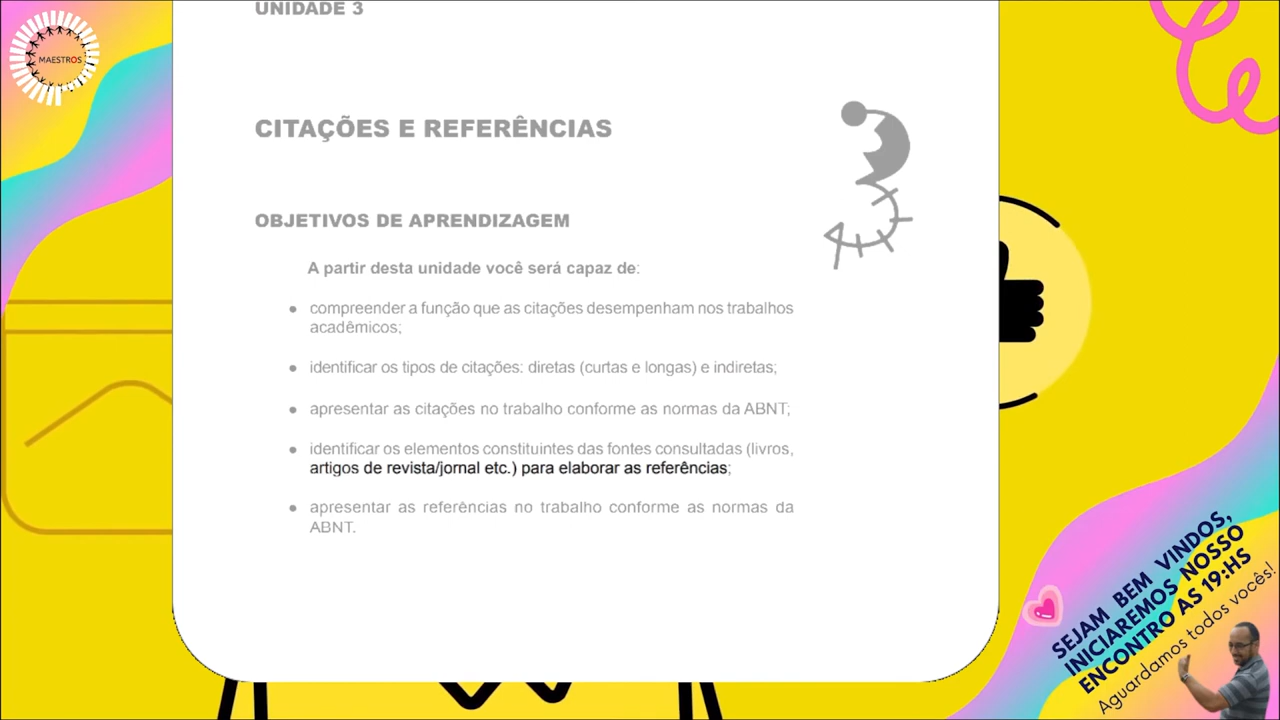 UNIDADE 3
MAESTROS
CITAÇÕES E REFERÊNCIAS
OBJETIVOS DE APRENDIZAGEM
A partir desta unidade você será capaz de:
● compreender a função que as citações desempenham nos trabalhos
acadêmicos;
● identificar os tipos de citações: diretas (curtas e longas) e indiretas;
● apresentar as citações no trabalho conforme as normas da ABNT;
● identificar os elementos constituintes das fontes consultadas (livros,
artigos de revista/jornal etc.) para elaborar as referências;
● apresentar as referências no trabalho conforme as normas da
ABNT.
SEJAM BEM VINDOS,
INICIAREMOS NOSSO
ENCONTRO AS 19:HS
Aguardamos todos vocês!